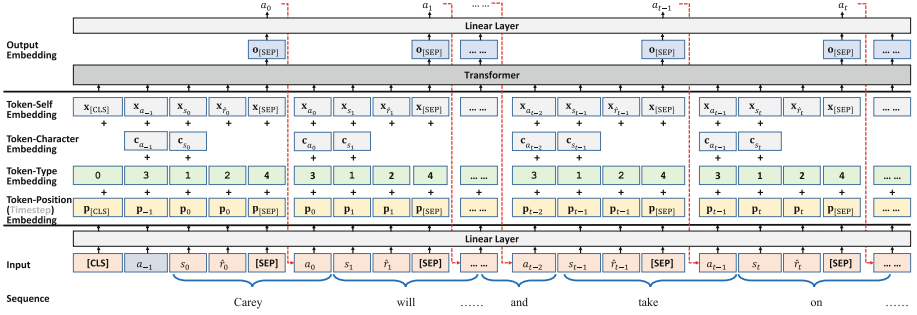 a₀ a₁ … … aₜ₋₁ aₜ
Linear Layer
Output
Embedding
o[SEP] o[SEP] … … o[SEP] o[SEP] … …
Transformer
Token-Self
Embedding
x[CLS] xₐ₋₁ xₛ₀ x r̂₀ x[SEP] xₐ₀ xₛ₁ x r̂₁ x[SEP] … … xₐₜ₋₂ xₛₜ₋₁ x r̂ₜ₋₁ x[SEP] xₐₜ₋₁ xₛₜ x r̂ₜ x[SEP] … …
+ + + + + + + + + + + + + + + + +
Token-Character
Embedding
cₐ₋₁ cₛ₀ cₐ₀ cₛ₁ cₐₜ₋₂ cₛₜ₋₁ cₐₜ₋₁ cₛₜ
+ + + + + + + +
Token-Type
Embedding
0 3 1 2 4 3 1 2 4 … … 3 1 2 4 3 1 2 4 … …
+ + + + + + + + + + + + + + + + + + +
Token-Position
(Timestep)
Embedding
p[CLS] p₋₁ p₀ p₀ p[SEP] p₀ p₁ p₁ p[SEP] … … pₜ₋₂ pₜ₋₁ pₜ₋₁ p[SEP] pₜ₋₁ pₜ pₜ p[SEP] … …
Linear Layer
Input
[CLS] a₋₁ s₀ r̂₀ [SEP] a₀ s₁ r̂₁ [SEP] … … aₜ₋₂ sₜ₋₁ r̂ₜ₋₁ [SEP] aₜ₋₁ sₜ r̂ₜ [SEP] … …
Sequence
Carey will …… and take on ……